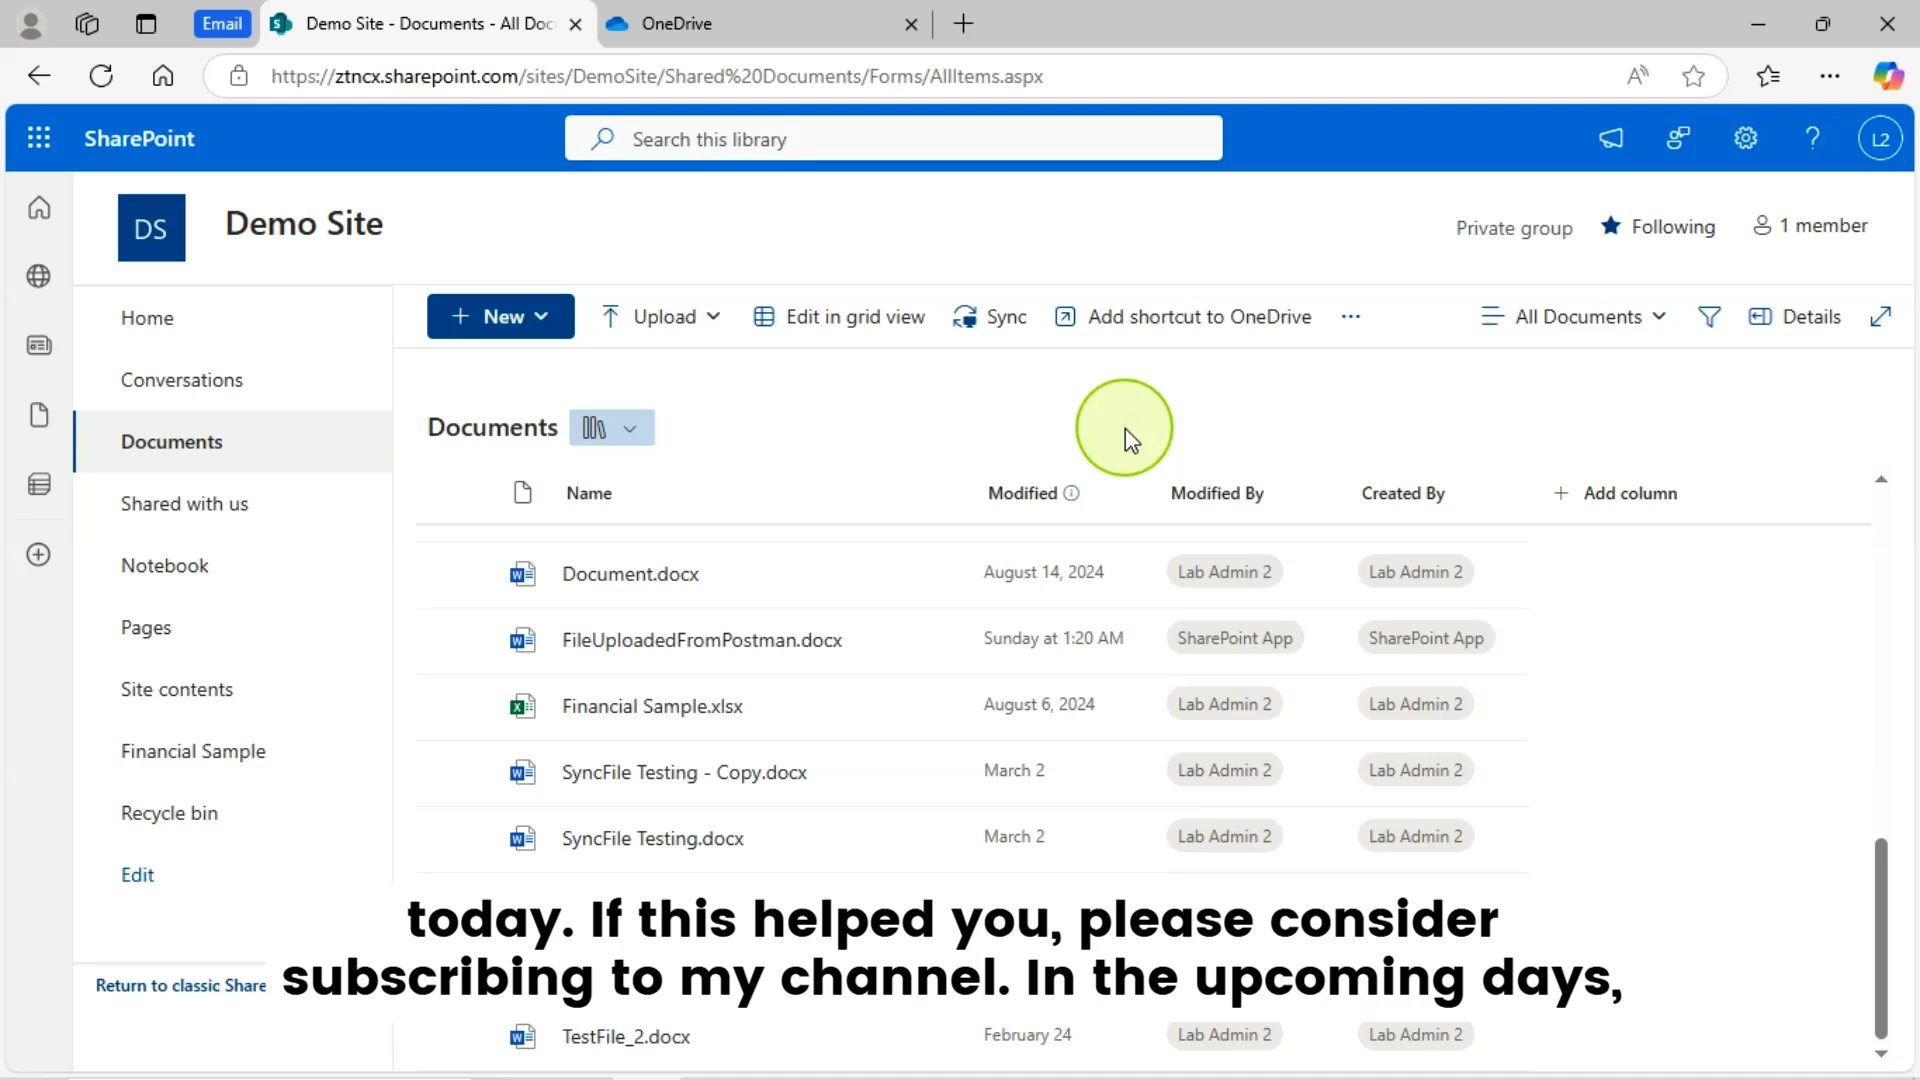 Email
Demo Site - Documents - All Doc
OneDrive
https://ztncx.sharepoint.com/sites/DemoSite/Shared%20Documents/Forms/AllItems.aspx
SharePoint
Search this library
L2
DS
Demo Site
Private group
Following
1 member
Home
Conversations
Documents
Shared with us
Notebook
Pages
Site contents
Financial Sample
Recycle bin
Edit
Return to classic Share
New
Upload
Edit in grid view
Sync
Add shortcut to OneDrive
All Documents
Details
Documents
Name Modified Modified By Created By Add column
Document.docx August 14, 2024 Lab Admin 2 Lab Admin 2
FileUploadedFromPostman.docx Sunday at 1:20 AM SharePoint App SharePoint App
Financial Sample.xlsx August 6, 2024 Lab Admin 2 Lab Admin 2
SyncFile Testing - Copy.docx March 2 Lab Admin 2 Lab Admin 2
SyncFile Testing.docx March 2 Lab Admin 2 Lab Admin 2
today. If this helped you, please consider
subscribing to my channel. In the upcoming days,
TestFile_2.docx February 24 Lab Admin 2 Lab Admin 2